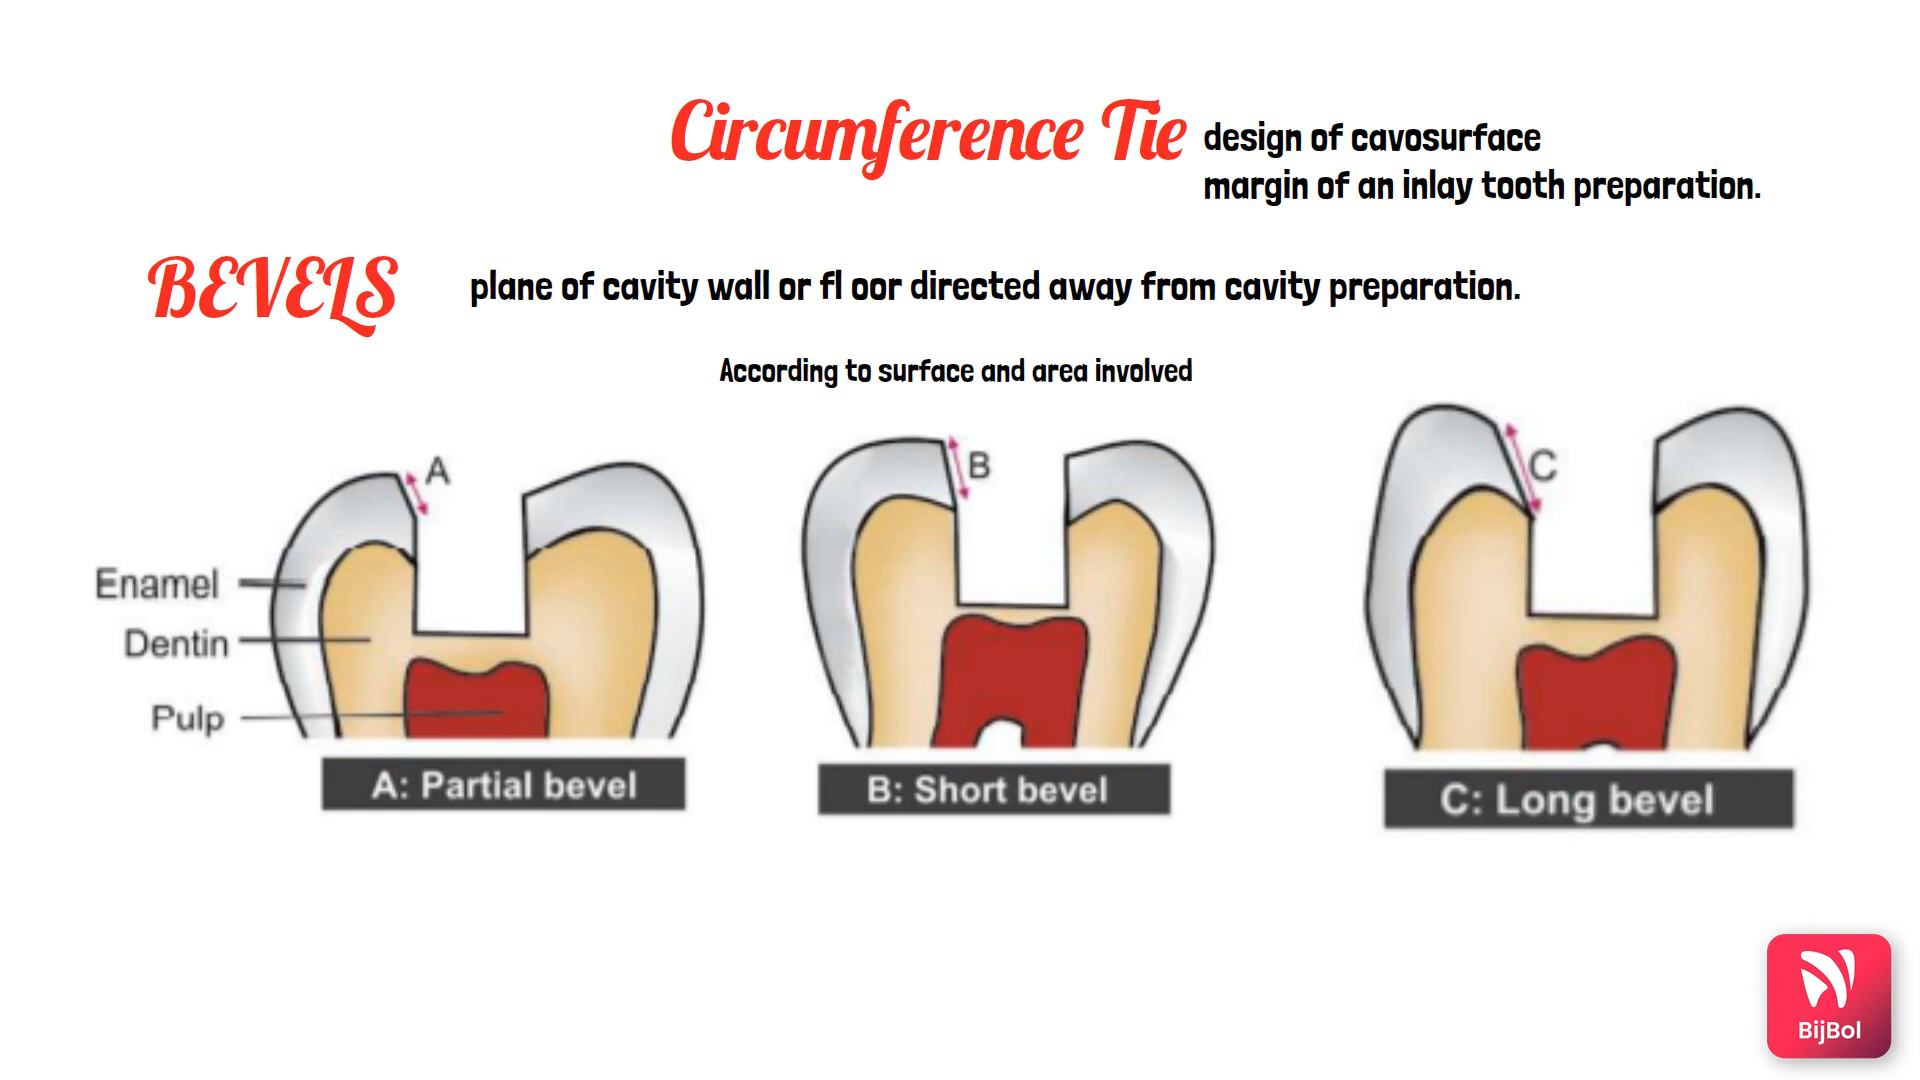 Circumference Tie
design of cavosurface
margin of an inlay tooth preparation.
BEVELS
plane of cavity wall or fl oor directed away from cavity preparation.
According to surface and area involved
A
B
C
Enamel
Dentin
Pulp
A: Partial bevel
B: Short bevel
C: Long bevel
BijBol